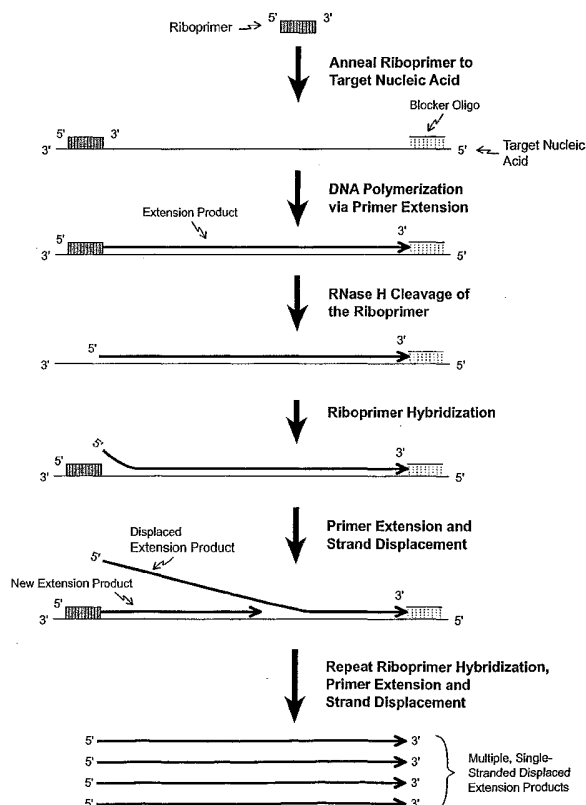 Riboprimer
5' 3'
Anneal Riboprimer to
Target Nucleic Acid
Blocker Oligo
5' 3'
3' 5'
Target Nucleic
Acid
DNA Polymerization
via Primer Extension
Extension Product
5' 3'
3' 5'
RNase H Cleavage of
the Riboprimer
5' 3'
3' 5'
Riboprimer Hybridization
5' 3'
5'
3' 5'
Primer Extension and
Strand Displacement
Displaced
Extension Product
5'
New Extension Product
5' 3'
3' 5'
Repeat Riboprimer Hybridization,
Primer Extension and
Strand Displacement
5' 3'
5' 3'
5' 3'
5' 3'
Multiple, Single-
Stranded Displaced
Extension Products